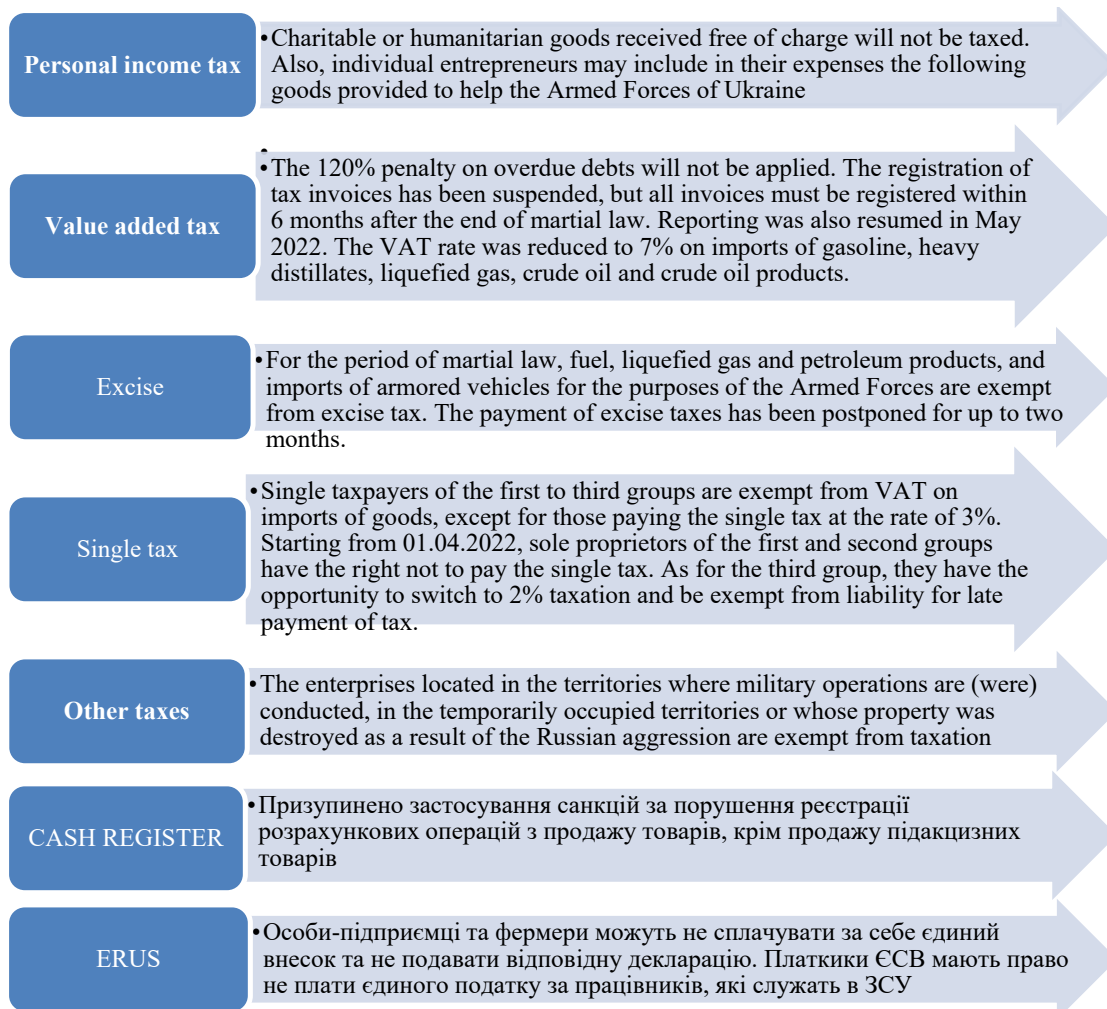 Personal income tax
•Charitable or humanitarian goods received free of charge will not be taxed.
Also, individual entrepreneurs may include in their expenses the following
goods provided to help the Armed Forces of Ukraine
Value added tax
•
•The 120% penalty on overdue debts will not be applied. The registration of
tax invoices has been suspended, but all invoices must be registered within
6 months after the end of martial law. Reporting was also resumed in May
2022. The VAT rate was reduced to 7% on imports of gasoline, heavy
distillates, liquefied gas, crude oil and crude oil products.
Excise
•For the period of martial law, fuel, liquefied gas and petroleum products, and
imports of armored vehicles for the purposes of the Armed Forces are exempt
from excise tax. The payment of excise taxes has been postponed for up to two
months.
Single tax
•Single taxpayers of the first to third groups are exempt from VAT on
imports of goods, except for those paying the single tax at the rate of 3%.
Starting from 01.04.2022, sole proprietors of the first and second groups
have the right not to pay the single tax. As for the third group, they have the
opportunity to switch to 2% taxation and be exempt from liability for late
payment of tax.
Other taxes
•The enterprises located in the territories where military operations are (were)
conducted, in the temporarily occupied territories or whose property was
destroyed as a result of the Russian aggression are exempt from taxation
CASH REGISTER
•Призупинено застосування санкцій за порушення реєстрації
розрахункових операцій з продажу товарів, крім продажу підакцизних
товарів
ERUS
•Особи-підприємці та фермери можуть не сплачувати за себе єдиний
внесок та не подавати відповідну декларацію. Платкики ЄСВ мають право
не плати єдиного податку за працівників, які служать в ЗСУ